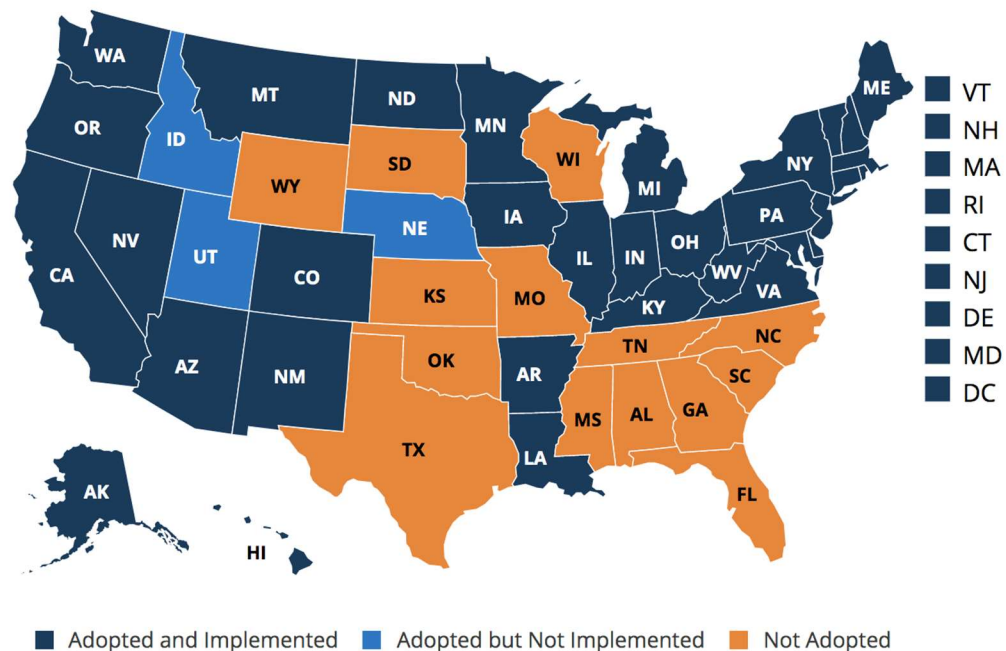 WA
MT
ND
MN
ME
VT
OR
ID
SD
WI
NY
NH
WY
MI
MA
IA
PA
RI
NV
UT
NE
IL
IN
OH
CT
CA
CO
WV
VA
NJ
KS
MO
KY
DE
AZ
NM
OK
AR
TN
NC
MD
SC
DC
TX
MS
AL
GA
LA
FL
AK
HI
Adopted and Implemented
Adopted but Not Implemented
Not Adopted